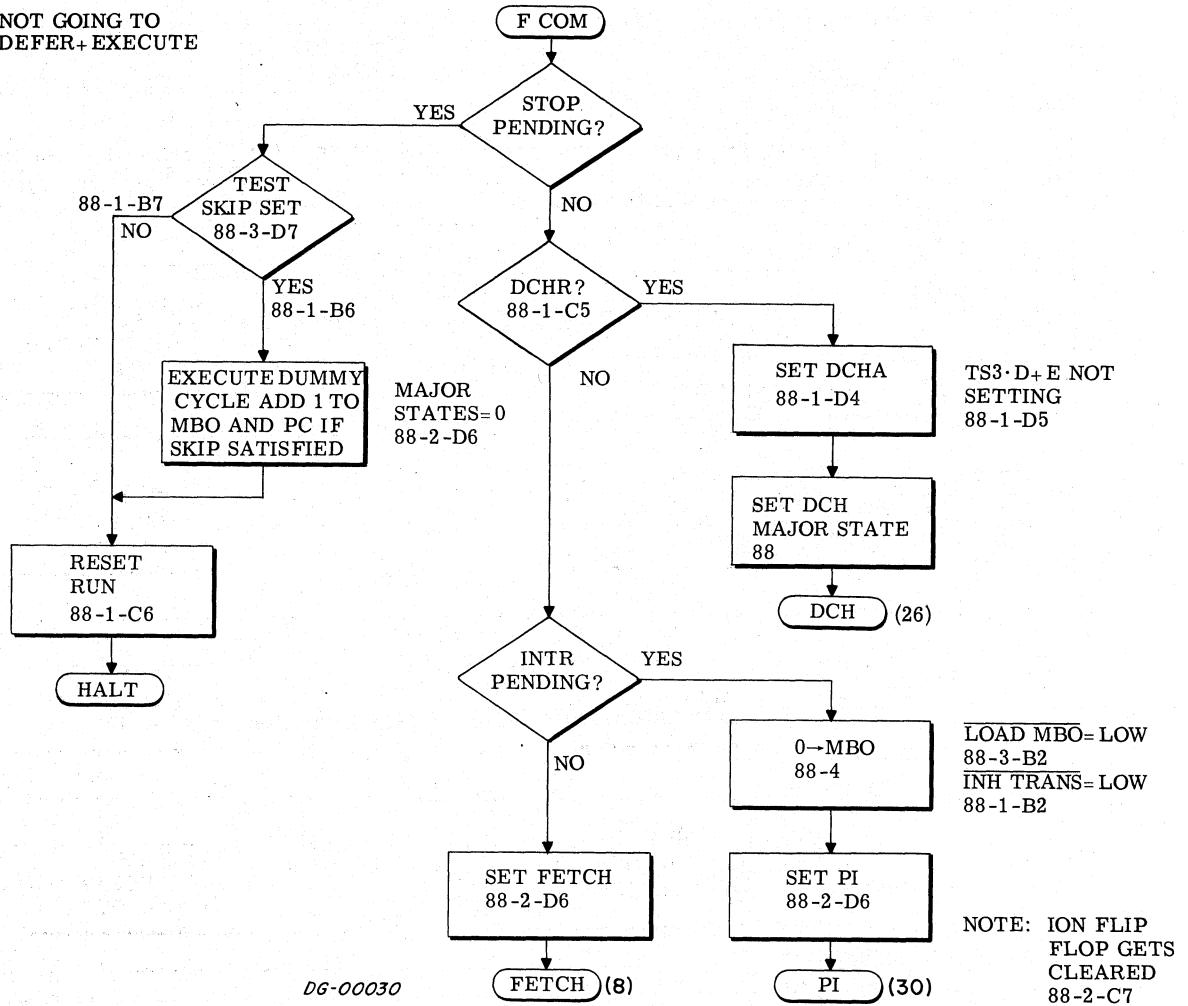 NOT GOING TO
DEFER+EXECUTE
F COM
STOP
PENDING?
YES
NO
TEST
SKIP SET
88-3-D7
88-1-B7
NO
YES
88-1-B6
DCHR?
88-1-C5
YES
NO
EXECUTE DUMMY
CYCLE ADD 1 TO
MBO AND PC IF
SKIP SATISFIED
MAJOR
STATES=0
88-2-D6
SET DCHA
88-1-D4
TS3·D+E NOT
SETTING
88-1-D5
SET DCH
MAJOR STATE
88
DCH (26)
RESET
RUN
88-1-C6
HALT
INTR
PENDING?
YES
NO
0→MBO
88-4
L̅O̅A̅D̅ ̅M̅B̅O̅=LOW
88-3-B2
I̅N̅H̅ ̅T̅R̅A̅N̅S̅=LOW
88-1-B2
SET FETCH
88-2-D6
SET PI
88-2-D6
NOTE: ION FLIP
FLOP GETS
CLEARED
88-2-C7
DG-00030
FETCH (8)
PI (30)